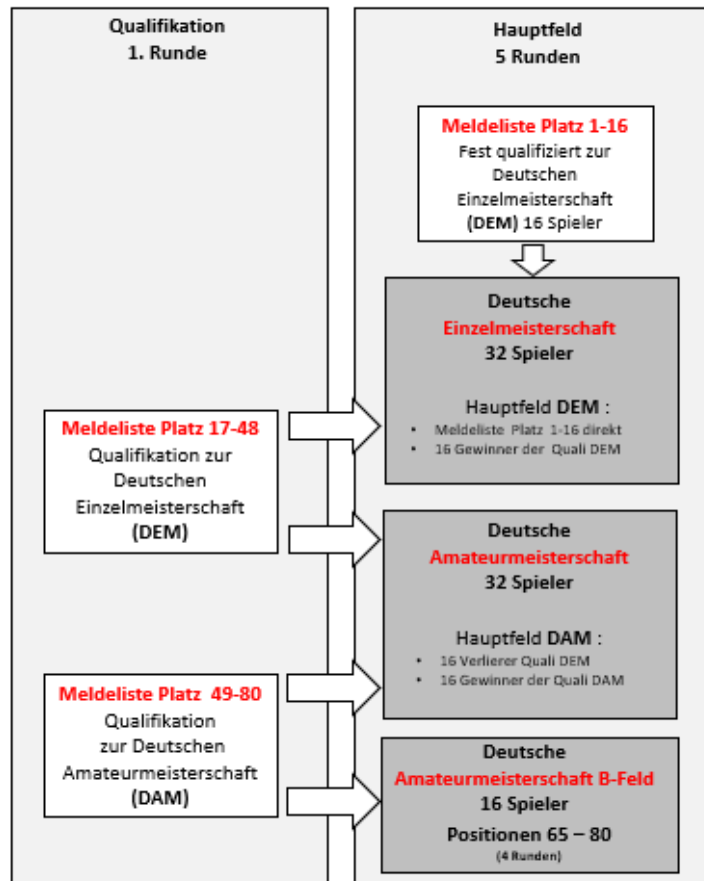 Qualifikation
1. Runde
Hauptfeld
5 Runden
Meldeliste Platz 1-16
Fest qualifiziert zur
Deutschen
Einzelmeisterschaft
(DEM) 16 Spieler
Deutsche
Einzelmeisterschaft
32 Spieler
Hauptfeld DEM :
• Meldeliste Platz 1-16 direkt
• 16 Gewinner der Quali DEM
Meldeliste Platz 17-48
Qualifikation zur
Deutschen
Einzelmeisterschaft
(DEM)
Deutsche
Amateurmeisterschaft
32 Spieler
Hauptfeld DAM :
• 16 Verlierer Quali DEM
• 16 Gewinner der Quali DAM
Meldeliste Platz 49-80
Qualifikation
zur Deutschen
Amateurmeisterschaft
(DAM)
Deutsche
Amateurmeisterschaft B-Feld
16 Spieler
Positionen 65 – 80
(4 Runden)